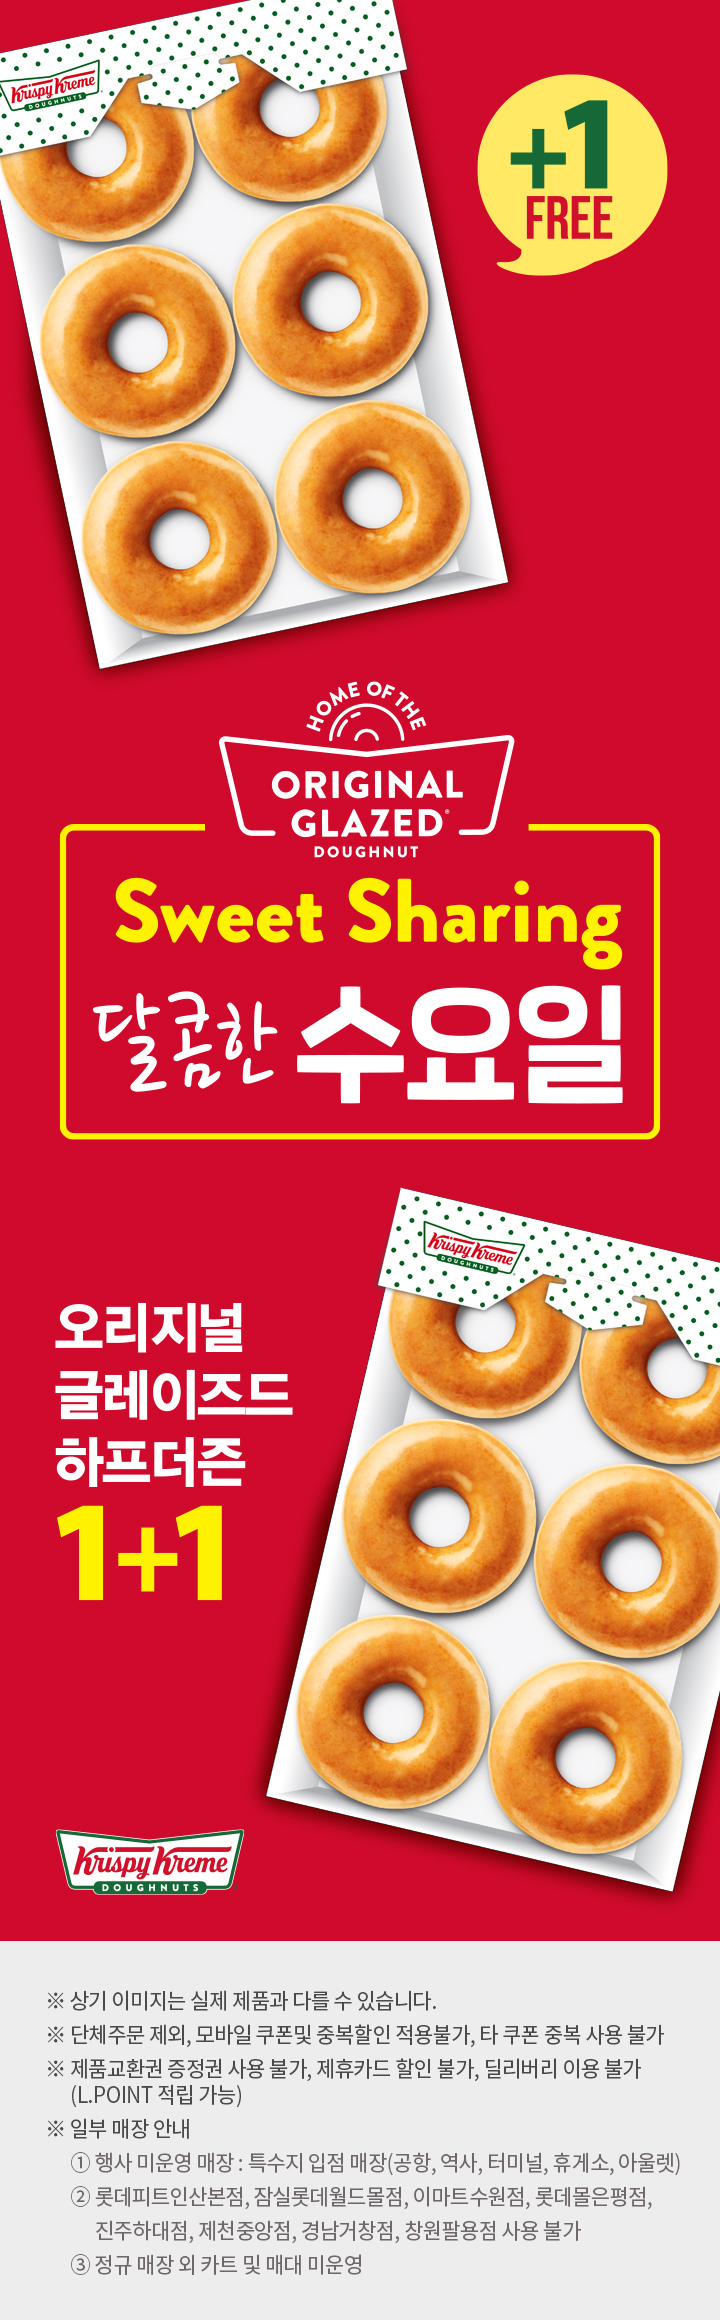 Krispy Kreme
DOUGHNUTS
+1
FREE
HOME OF THE
ORIGINAL
GLAZED®
DOUGHNUT
Sweet Sharing
달콤한 수요일
Krispy Kreme
DOUGHNUTS
오리지널
글레이즈드
하프더즌
1+1
Krispy Kreme
DOUGHNUTS
※ 상기 이미지는 실제 제품과 다를 수 있습니다.
※ 단체주문 제외, 모바일 쿠폰및 중복할인 적용불가, 타 쿠폰 중복 사용 불가
※ 제품교환권 증정권 사용 불가, 제휴카드 할인 불가, 딜리버리 이용 불가
(L.POINT 적립 가능)
※ 일부 매장 안내
① 행사 미운영 매장 : 특수지 입점 매장(공항, 역사, 터미널, 휴게소, 아울렛)
② 롯데피트인산본점, 잠실롯데월드몰점, 이마트수원점, 롯데몰은평점,
진주하대점, 제천중앙점, 경남거창점, 창원팔용점 사용 불가
③ 정규 매장 외 카트 및 매대 미운영